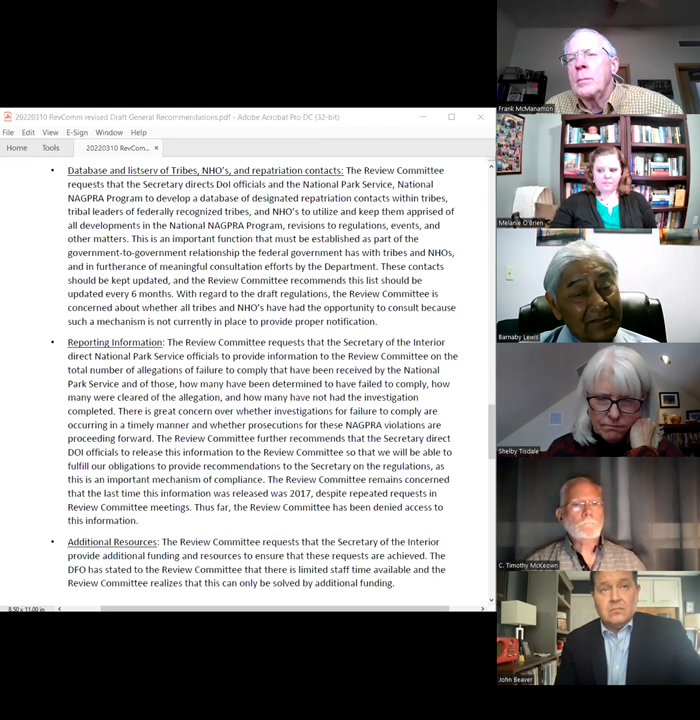 20220310 RevComm revised Draft General Recommendations.pdf - Adobe Acrobat Pro DC (32-bit)
File Edit View E-Sign Window Help
Home Tools 20220310 RevCom... ×
• Database and listserv of Tribes, NHO's, and repatriation contacts: The Review Committee
requests that the Secretary directs DOI officials and the National Park Service, National
NAGPRA Program to develop a database of designated repatriation contacts within tribes,
tribal leaders of federally recognized tribes, and NHO's to utilize and keep them apprised of
all developments in the National NAGPRA Program, revisions to regulations, events, and
other matters. This is an important function that must be established as part of the
government-to-government relationship the federal government has with tribes and NHOs,
and in furtherance of meaningful consultation efforts by the Department. These contacts
should be kept updated, and the Review Committee recommends this list should be
updated every 6 months. With regard to the draft regulations, the Review Committee is
concerned about whether all tribes and NHO's have had the opportunity to consult because
such a mechanism is not currently in place to provide proper notification.
• Reporting Information: The Review Committee requests that the Secretary of the Interior
direct National Park Service officials to provide information to the Review Committee on the
total number of allegations of failure to comply that have been received by the National
Park Service and of those, how many have been determined to have failed to comply, how
many were cleared of the allegation, and how many have not had the investigation
completed. There is great concern over whether investigations for failure to comply are
occurring in a timely manner and whether prosecutions for these NAGPRA violations are
proceeding forward. The Review Committee further recommends that the Secretary direct
DOI officials to release this information to the Review Committee so that we will be able to
fulfill our obligations to provide recommendations to the Secretary on the regulations, as
this is an important mechanism of compliance. The Review Committee remains concerned
that the last time this information was released was 2017, despite repeated requests in
Review Committee meetings. Thus far, the Review Committee has been denied access to
this information.
• Additional Resources: The Review Committee requests that the Secretary of the Interior
provide additional funding and resources to ensure that these requests are achieved. The
DFO has stated to the Review Committee that there is limited staff time available and the
Review Committee realizes that this can only be solved by additional funding.
8.50 x 11.00 in
Frank McManamon
Melanie O'Brien
Barnaby Lewis
Shelby Tisdale
C. Timothy McKeown
John Beaver